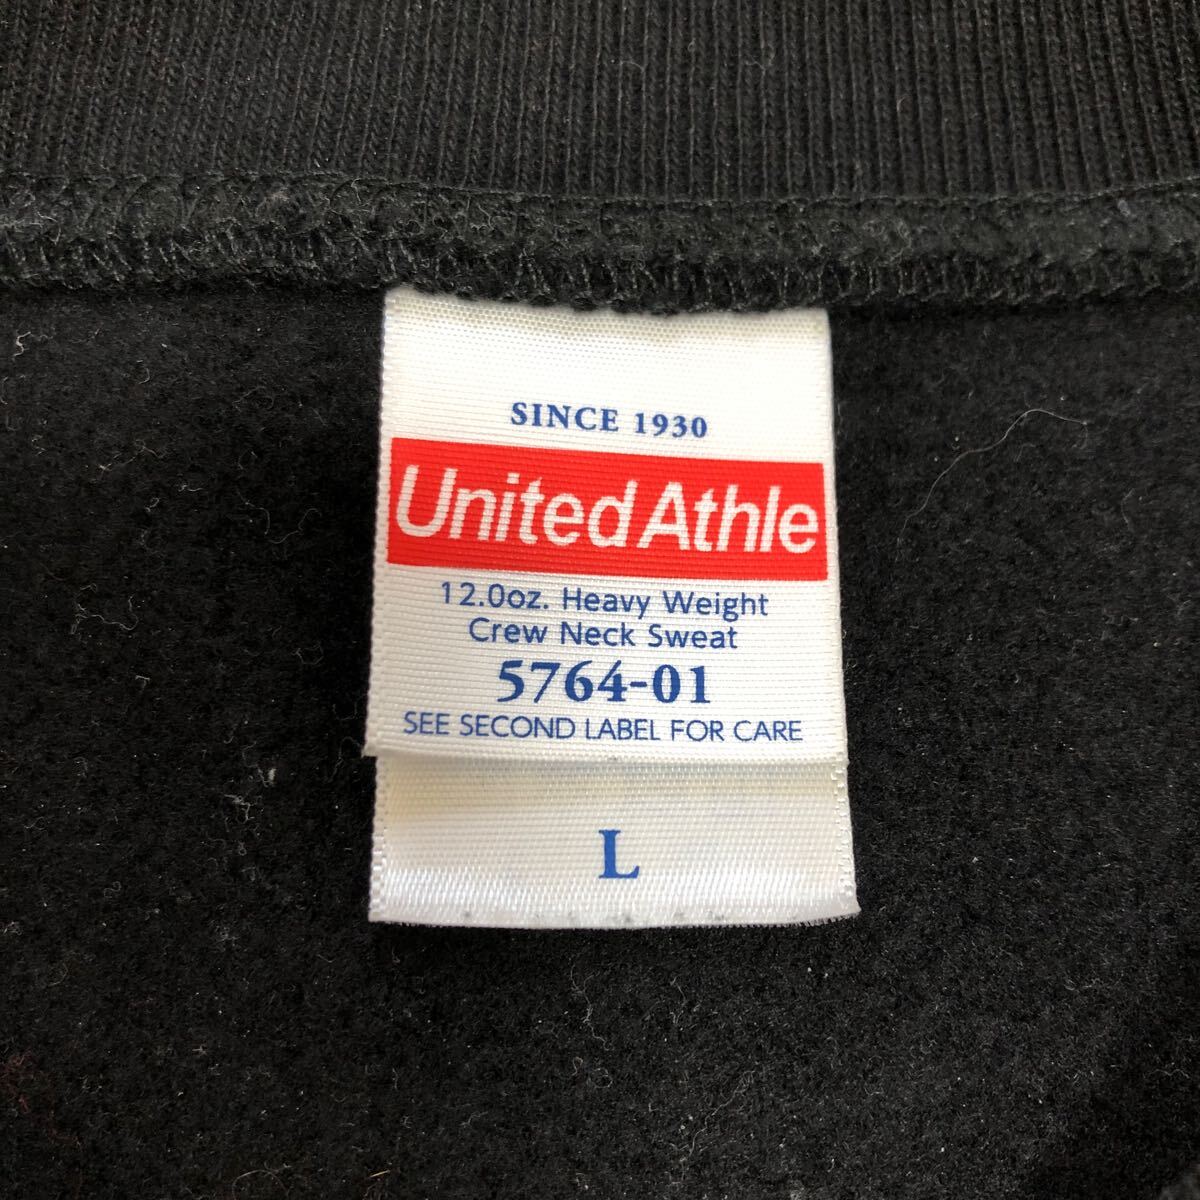 SINCE 1930
United Athle
12.0oz. Heavy Weight
Crew Neck Sweat
5764-01
SEE SECOND LABEL FOR CARE
L